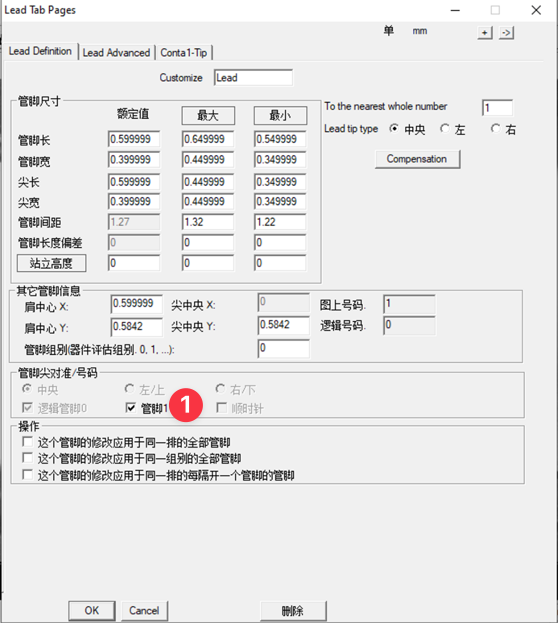 Lead Tab Pages
单 mm + ->
Lead Definition Lead Advanced Conta1-Tip
Customize Lead
管脚尺寸
额定值 最大 最小
To the nearest whole number 1
Lead tip type 中央 左 右
Compensation
管脚长 0.599999 0.649999 0.549999
管脚宽 0.399999 0.449999 0.349999
尖长 0.599999 0.449999 0.349999
尖宽 0.399999 0.449999 0.349999
管脚间距 1.27 1.32 1.22
管脚长度偏差 0 0 0
站立高度 0 0 0
其它管脚信息
肩中心 X: 0.599999 尖中央 X: 0 图上号码. 1
肩中心 Y: 0.5842 尖中央 Y: 0.5842 逻辑号码. 0
管脚组别(器件评估组别. 0, 1, ...): 0
管脚尖对准/号码
中央 左/上 右/下
逻辑管脚0 管脚1 顺时针
1
操作
这个管脚的修改应用于同一排的全部管脚
这个管脚的修改应用于同一组别的全部管脚
这个管脚的修改应用于同一排的每隔开一个管脚的管脚
OK Cancel 删除